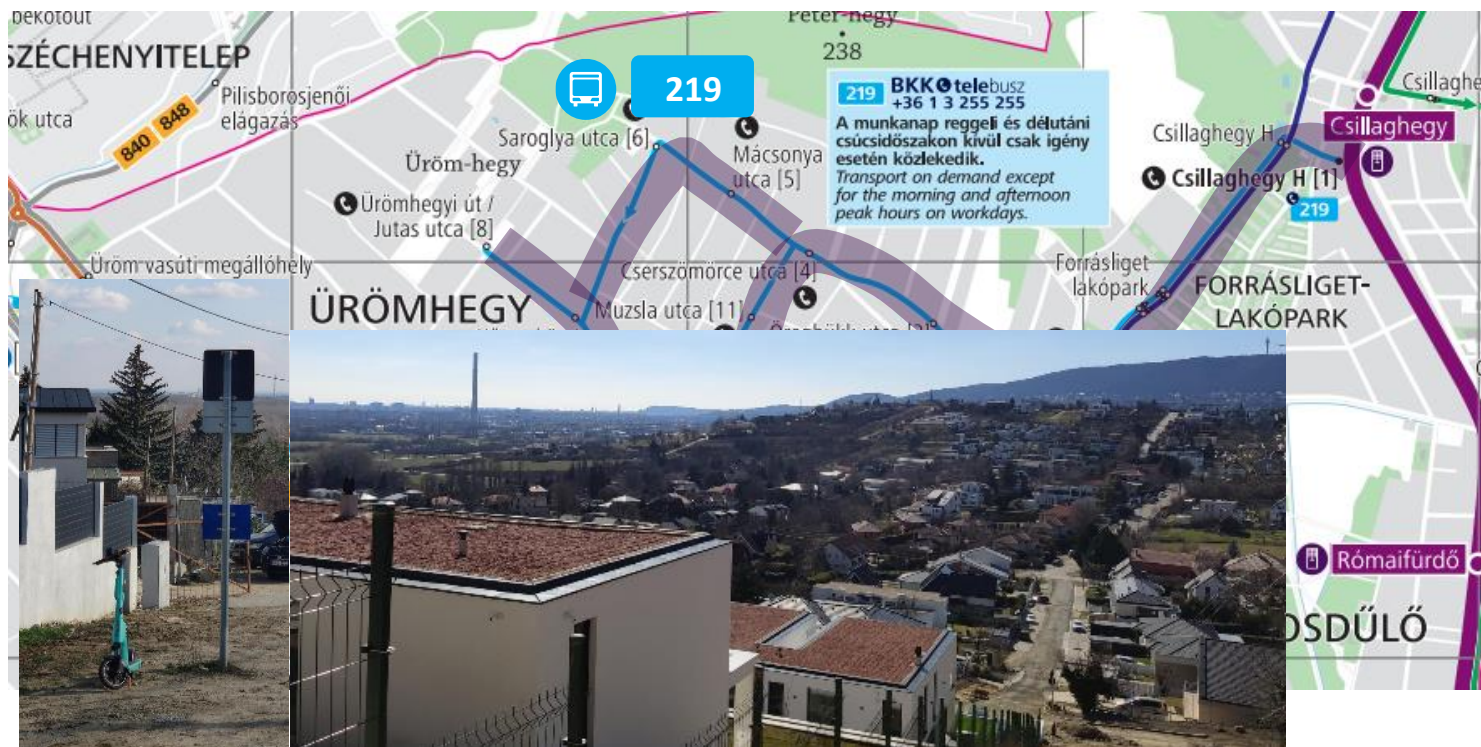 bekötőút
Péter-hegy
238
SZÉCHENYITELEP
Pilisborosjenői
elágazás
ök utca
840 848
219
Saroglya utca [6]
Mácsonya
utca [5]
Üröm-hegy
219 BKK telebusz
+36 1 3 255 255
A munkanap reggeli és délutáni
csúcsidőszakon kívül csak igény
esetén közlekedik.
Transport on demand except
for the morning and afternoon
peak hours on workdays.
Csillaghe
Csillaghegy H
Csillaghegy
Csillaghegy H [1]
219
Ürömhegyi út /
Jutas utca [8]
Üröm vasúti megállóhely
Cserszömörce utca [4]
Forrásliget
lakópark
ÜRÖMHEGY
Muzsla utca [11]
FORRÁSLIGET-
LAKÓPARK
Rómaifürdő
OSDŰLŐ